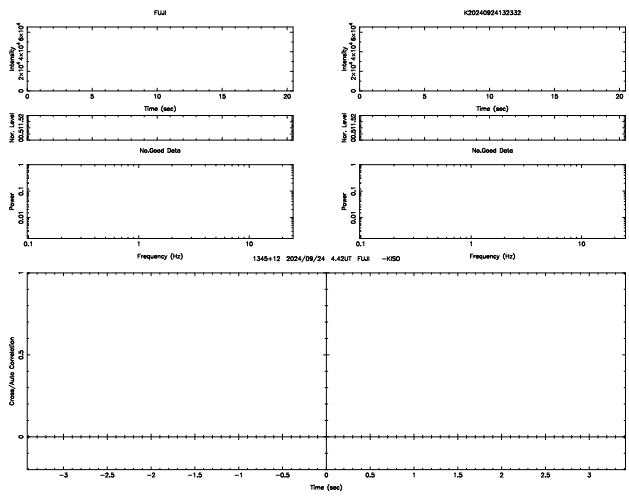 FUJI
K20240924132332
Intensity
0 2×10⁴ 4×10⁴ 6×10⁴
0 5 10 15 20
Time (sec)
Intensity
0 2×10⁴ 4×10⁴ 6×10⁴
0 5 10 15 20
Time (sec)
Nor. Level
00.511.52
No.Good Data
Nor. Level
00.511.52
No.Good Data
Power
0.01 0.1 1
0.1 1 10
Frequency (Hz)
Power
0.01 0.1 1
0.1 1 10
Frequency (Hz)
1345+12 2024/09/24 4.42UT FUJI -KISO
Cross/Auto Correlation
0 0.5 1
-3 -2.5 -2 -1.5 -1 -0.5 0 0.5 1 1.5 2 2.5 3
Time (sec)